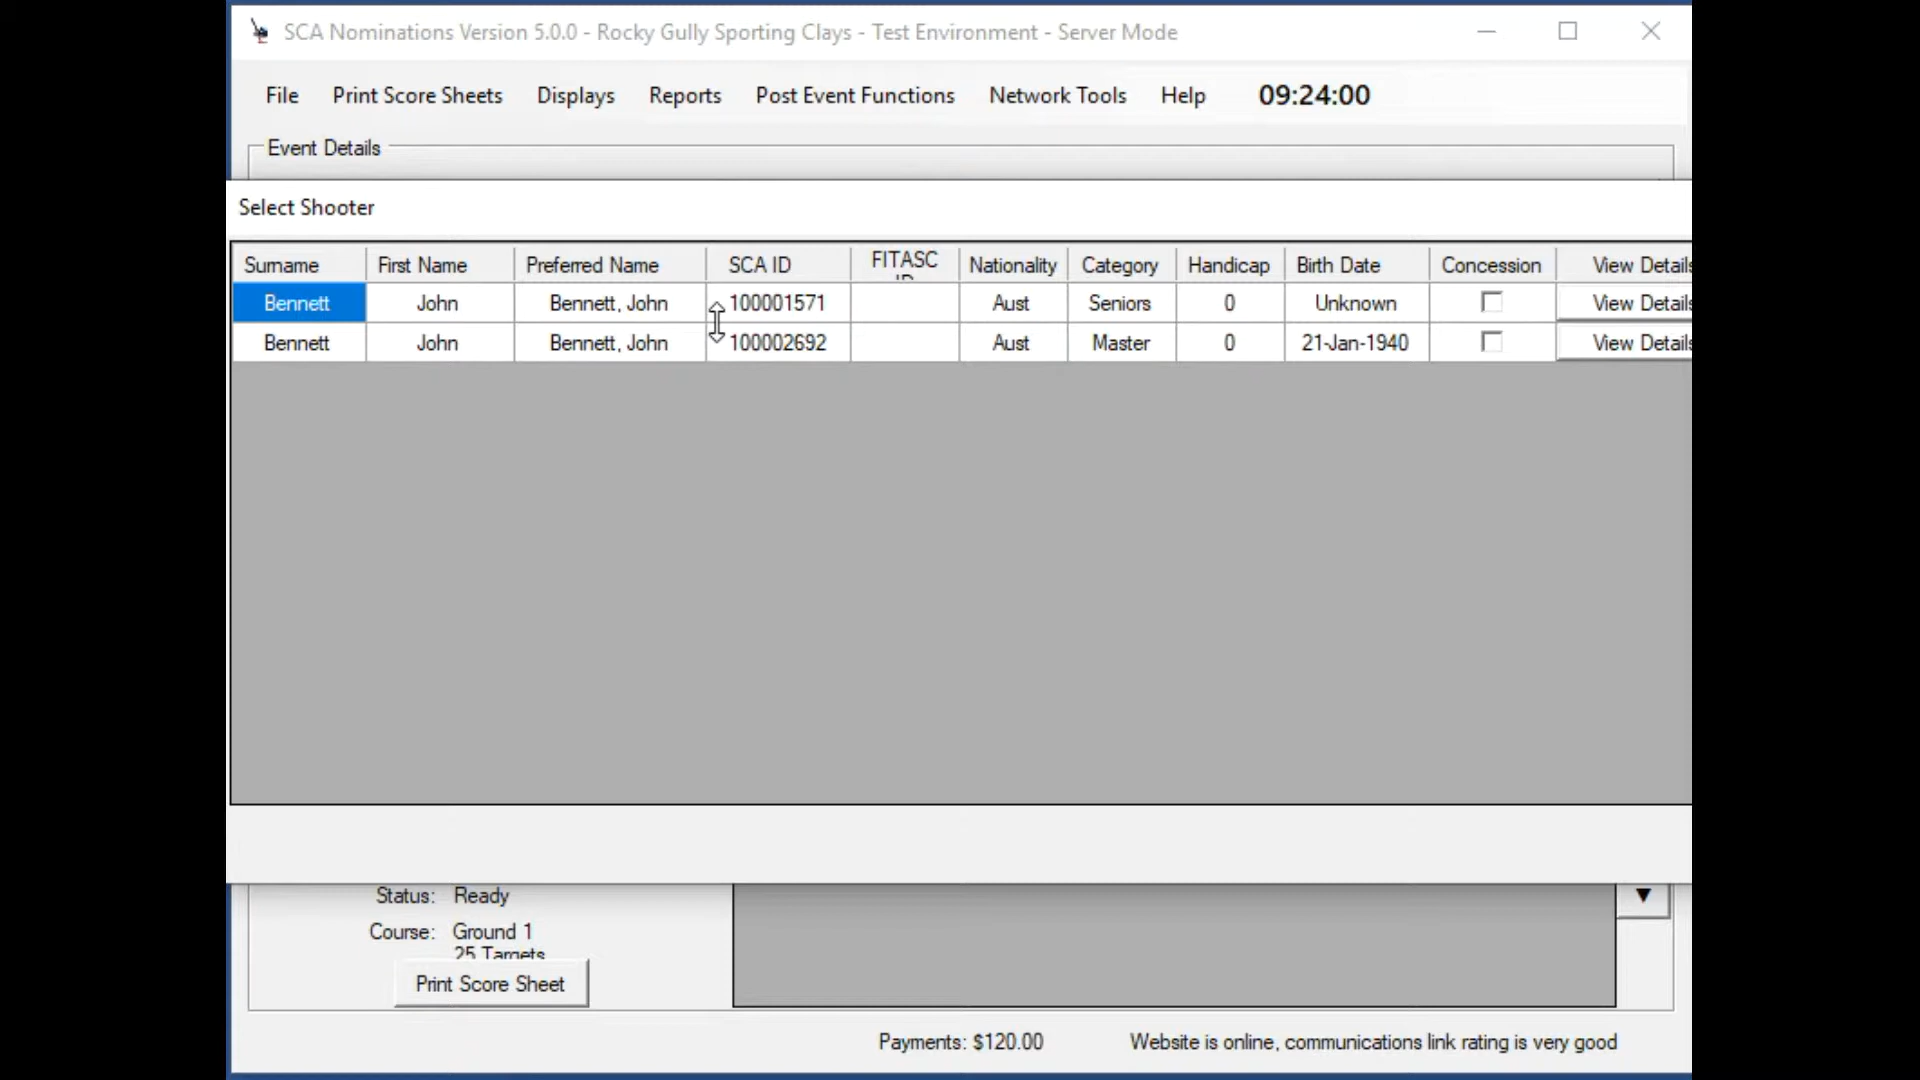 SCA Nominations Version 5.0.0 - Rocky Gully Sporting Clays - Test Environment - Server Mode
File Print Score Sheets Displays Reports Post Event Functions Network Tools Help 09:24:00
Event Details
Select Shooter
Surname First Name Preferred Name SCA ID FITASC Nationality Category Handicap Birth Date Concession View Details
Bennett John Bennett, John 100001571 Aust Seniors 0 Unknown View Details
Bennett John Bennett, John 100002692 Aust Master 0 21-Jan-1940 View Details
Status: Ready
Course: Ground 1
25 Targets
Print Score Sheet
Payments: $120.00 Website is online, communications link rating is very good